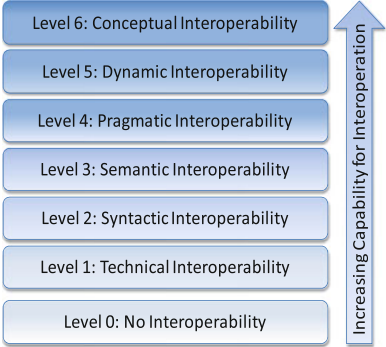 Level 6: Conceptual Interoperability
Level 5: Dynamic Interoperability
Level 4: Pragmatic Interoperability
Level 3: Semantic Interoperability
Level 2: Syntactic Interoperability
Level 1: Technical Interoperability
Level 0: No Interoperability
Increasing Capability for Interoperation